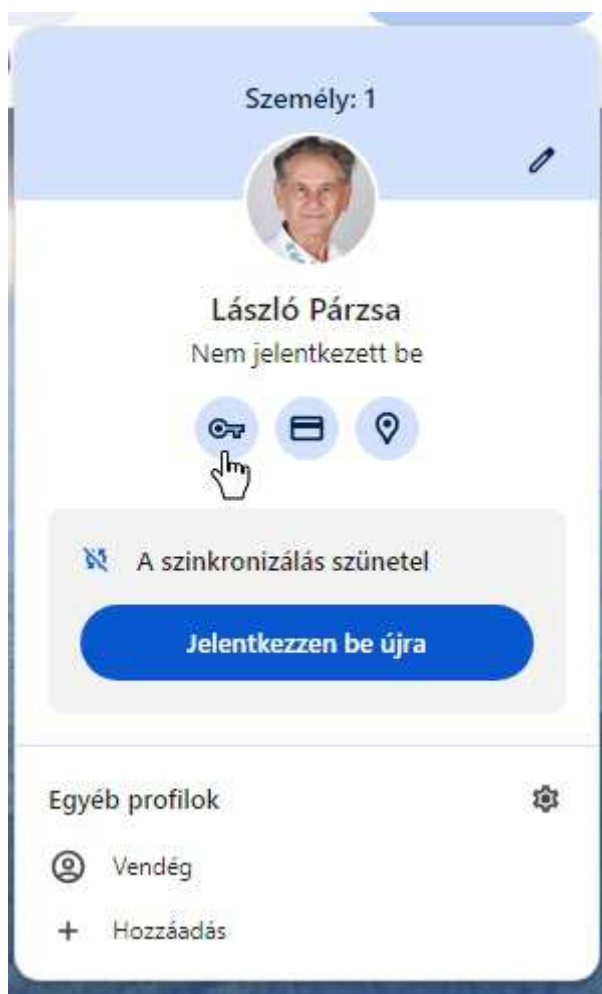 Személy: 1
László Párzsa
Nem jelentkezett be
A szinkronizálás szünetel
Jelentkezzen be újra
Egyéb profilok
Vendég
Hozzáadás